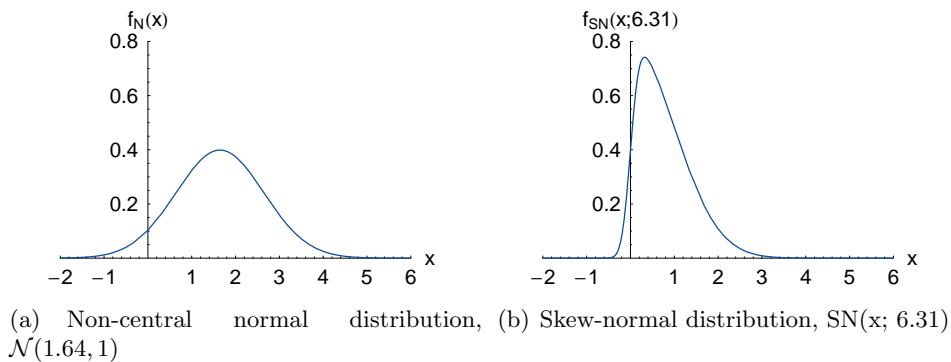 f_N(x)
0.8
0.6
0.4
0.2
−2 −1 1 2 3 4 5 6 x
f_SN(x;6.31)
0.8
0.6
0.4
0.2
−2 −1 0 1 2 3 4 5 6 x
(a) Non-central normal distribution,
N(1.64, 1)
(b) Skew-normal distribution, SN(x; 6.31)